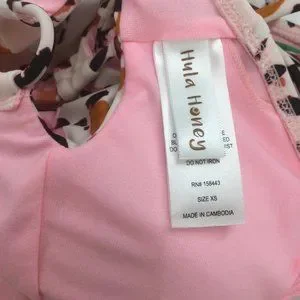 Hula Honey
DO NOT IRON
RN# 158443
SIZE XS
MADE IN CAMBODIA